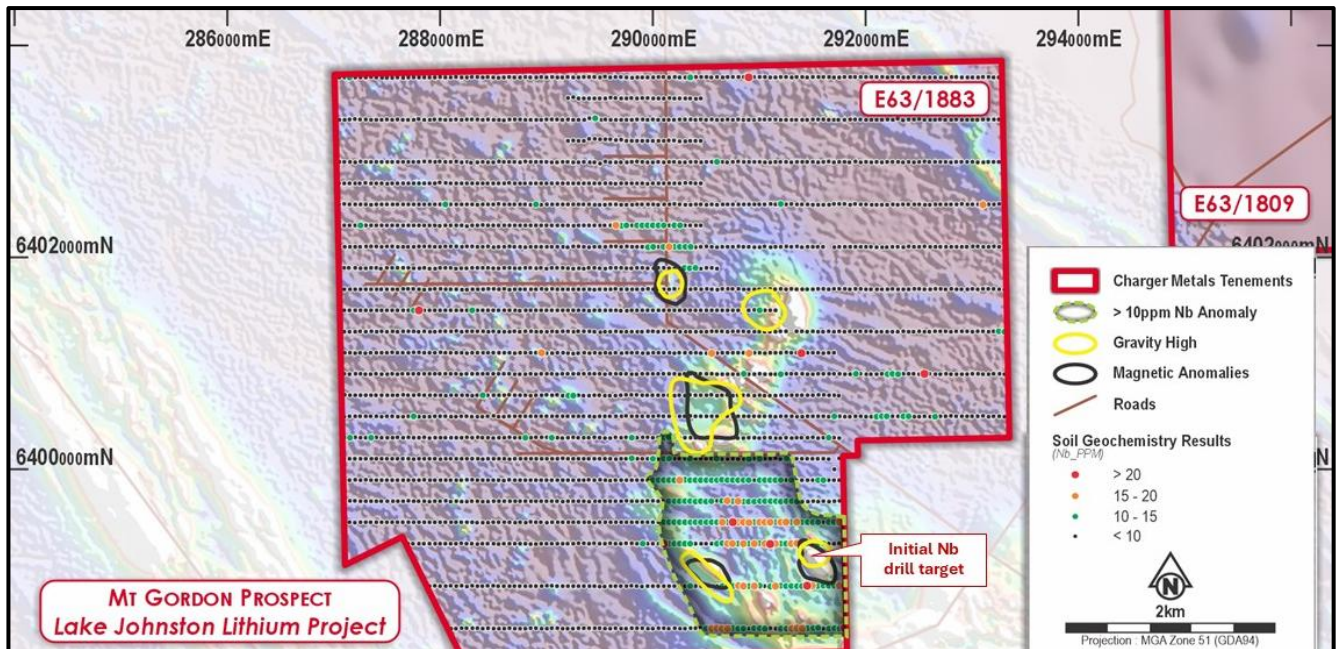 286000mE 288000mE 290000mE 292000mE 294000mE
E63/1883
E63/1809
6402000mN 6402000mN
6400000mN N
Charger Metals Tenements
> 10ppm Nb Anomaly
Gravity High
Magnetic Anomalies
Roads
Soil Geochemistry Results
(Nb_PPM)
> 20
15 - 20
10 - 15
< 10
N
2km
Projection : MGA Zone 51 (GDA94)
Initial Nb
drill target
MT GORDON PROSPECT
Lake Johnston Lithium Project